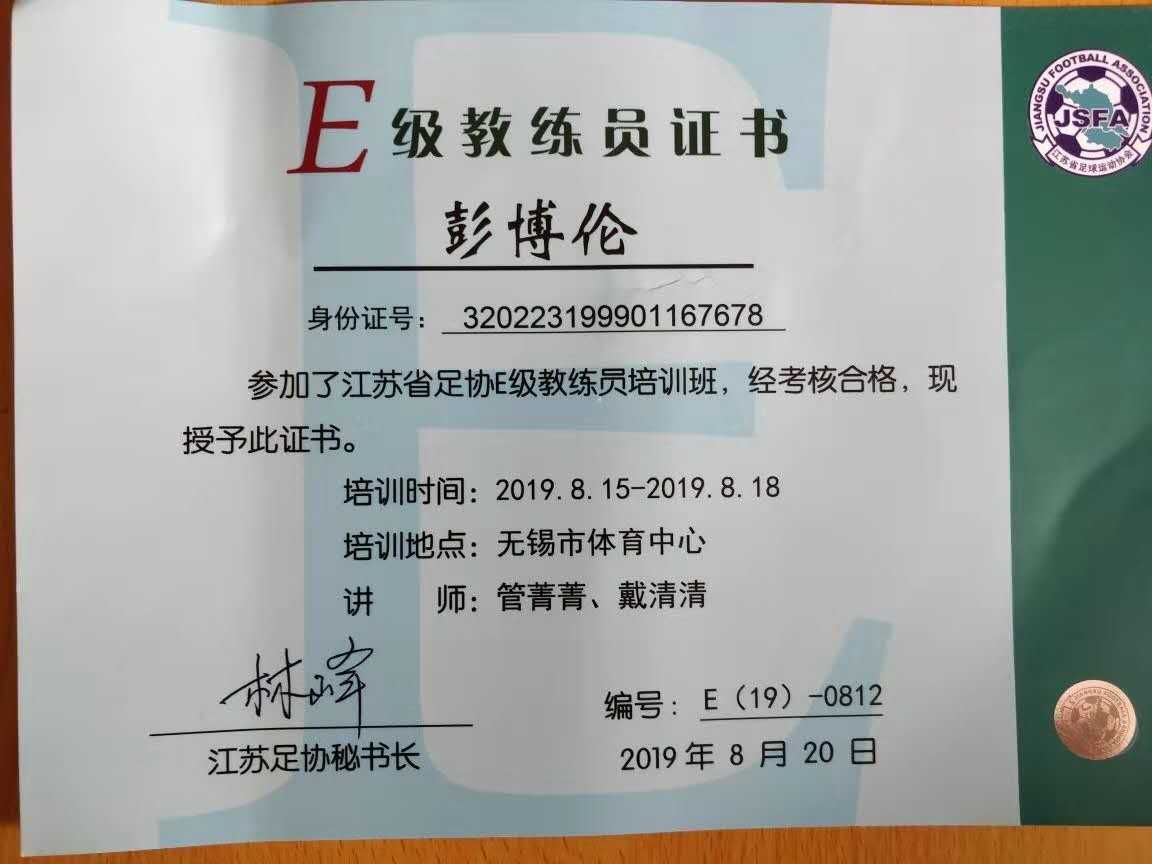 E级教练员证书
JIANGSU FOOTBALL ASSOCIATION
JSFA
江苏省足球运动协会
彭博伦
身份证号：320223199901167678
参加了江苏省足协E级教练员培训班，经考核合格，现
授予此证书。
培训时间：2019.8.15-2019.8.18
培训地点：无锡市体育中心
讲 师：管菁菁、戴清清
林峰
江苏足协秘书长
编号：E（19）-0812
2019年8月20日